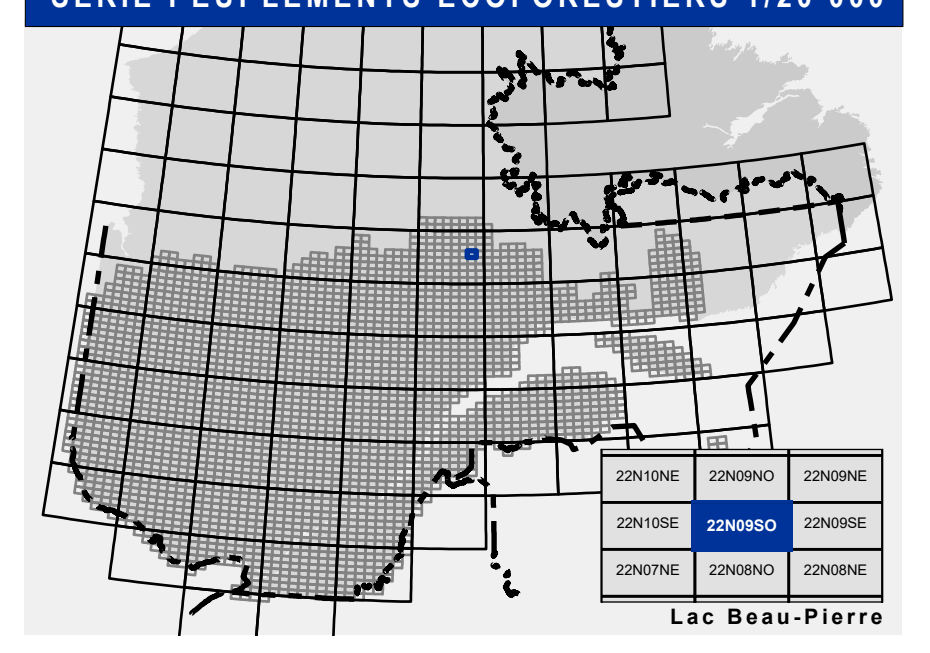 SÉRIE PEUPLEMENTS ÉCOFORESTIERS 1/20 000
22N10NE 22N09NO 22N09NE
22N10SE 22N09SO 22N09SE
22N07NE 22N08NO 22N08NE
Lac Beau-Pierre